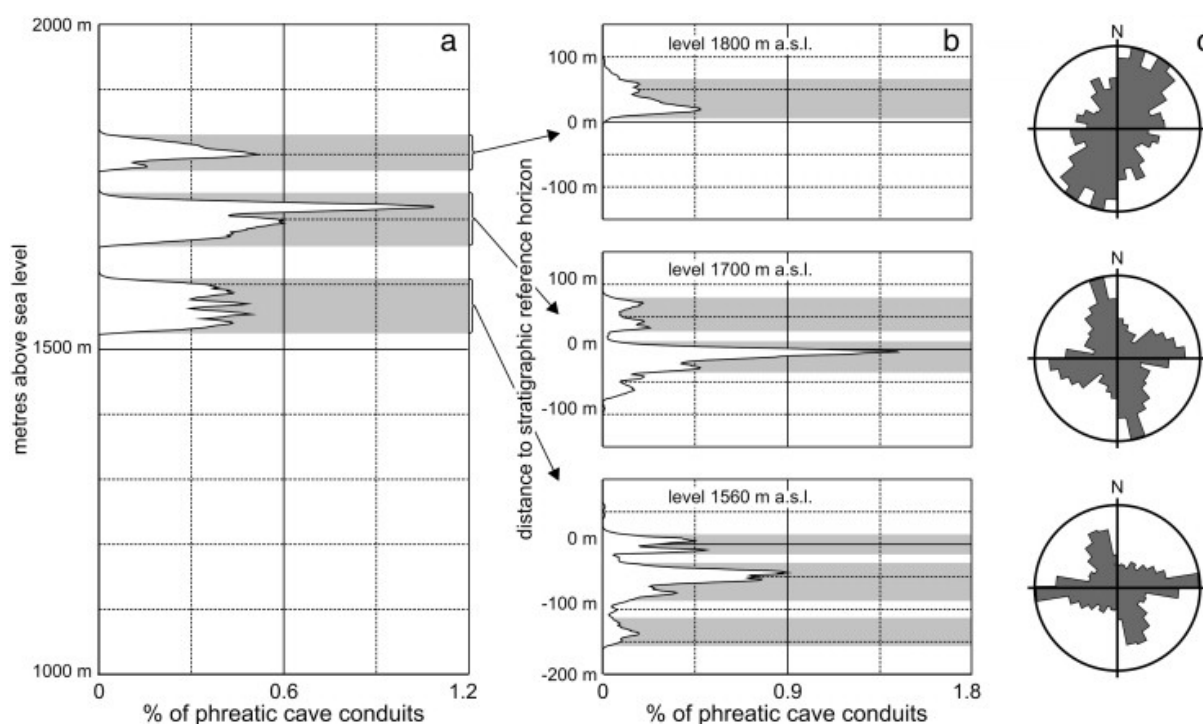 a
2000 m
1500 m
1000 m
metres above sea level
0
0.6
1.2
% of phreatic cave conduits
b
distance to stratigraphic reference horizon
level 1800 m a.s.l.
100 m
0 m
-100 m
level 1700 m a.s.l.
100 m
0 m
-100 m
level 1560 m a.s.l.
0 m
-100 m
-200 m
0
0.9
1.8
% of phreatic cave conduits
N
N
N